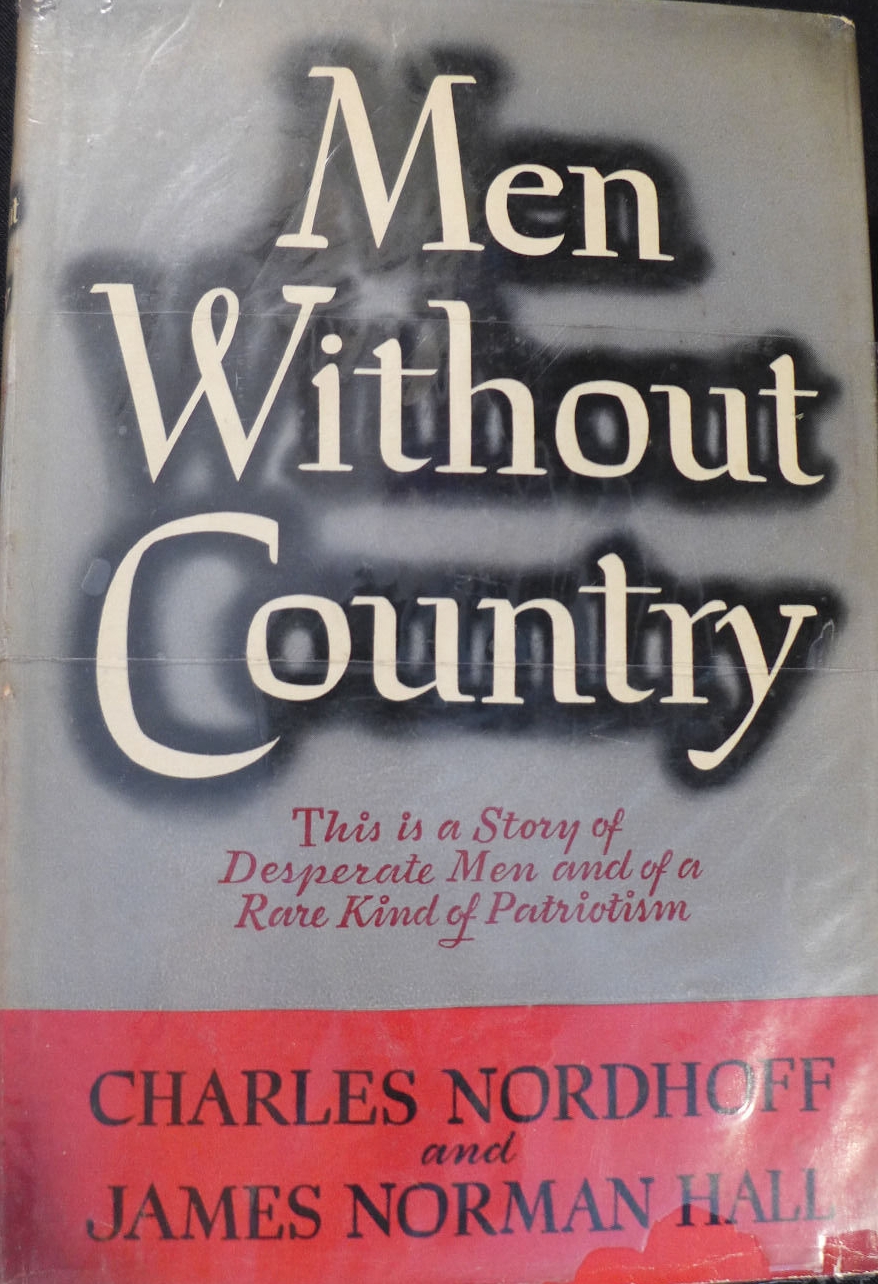 Men
Without
Country
This is a Story of
Desperate Men and of a
Rare Kind of Patriotism
CHARLES NORDHOFF
and
JAMES NORMAN HALL